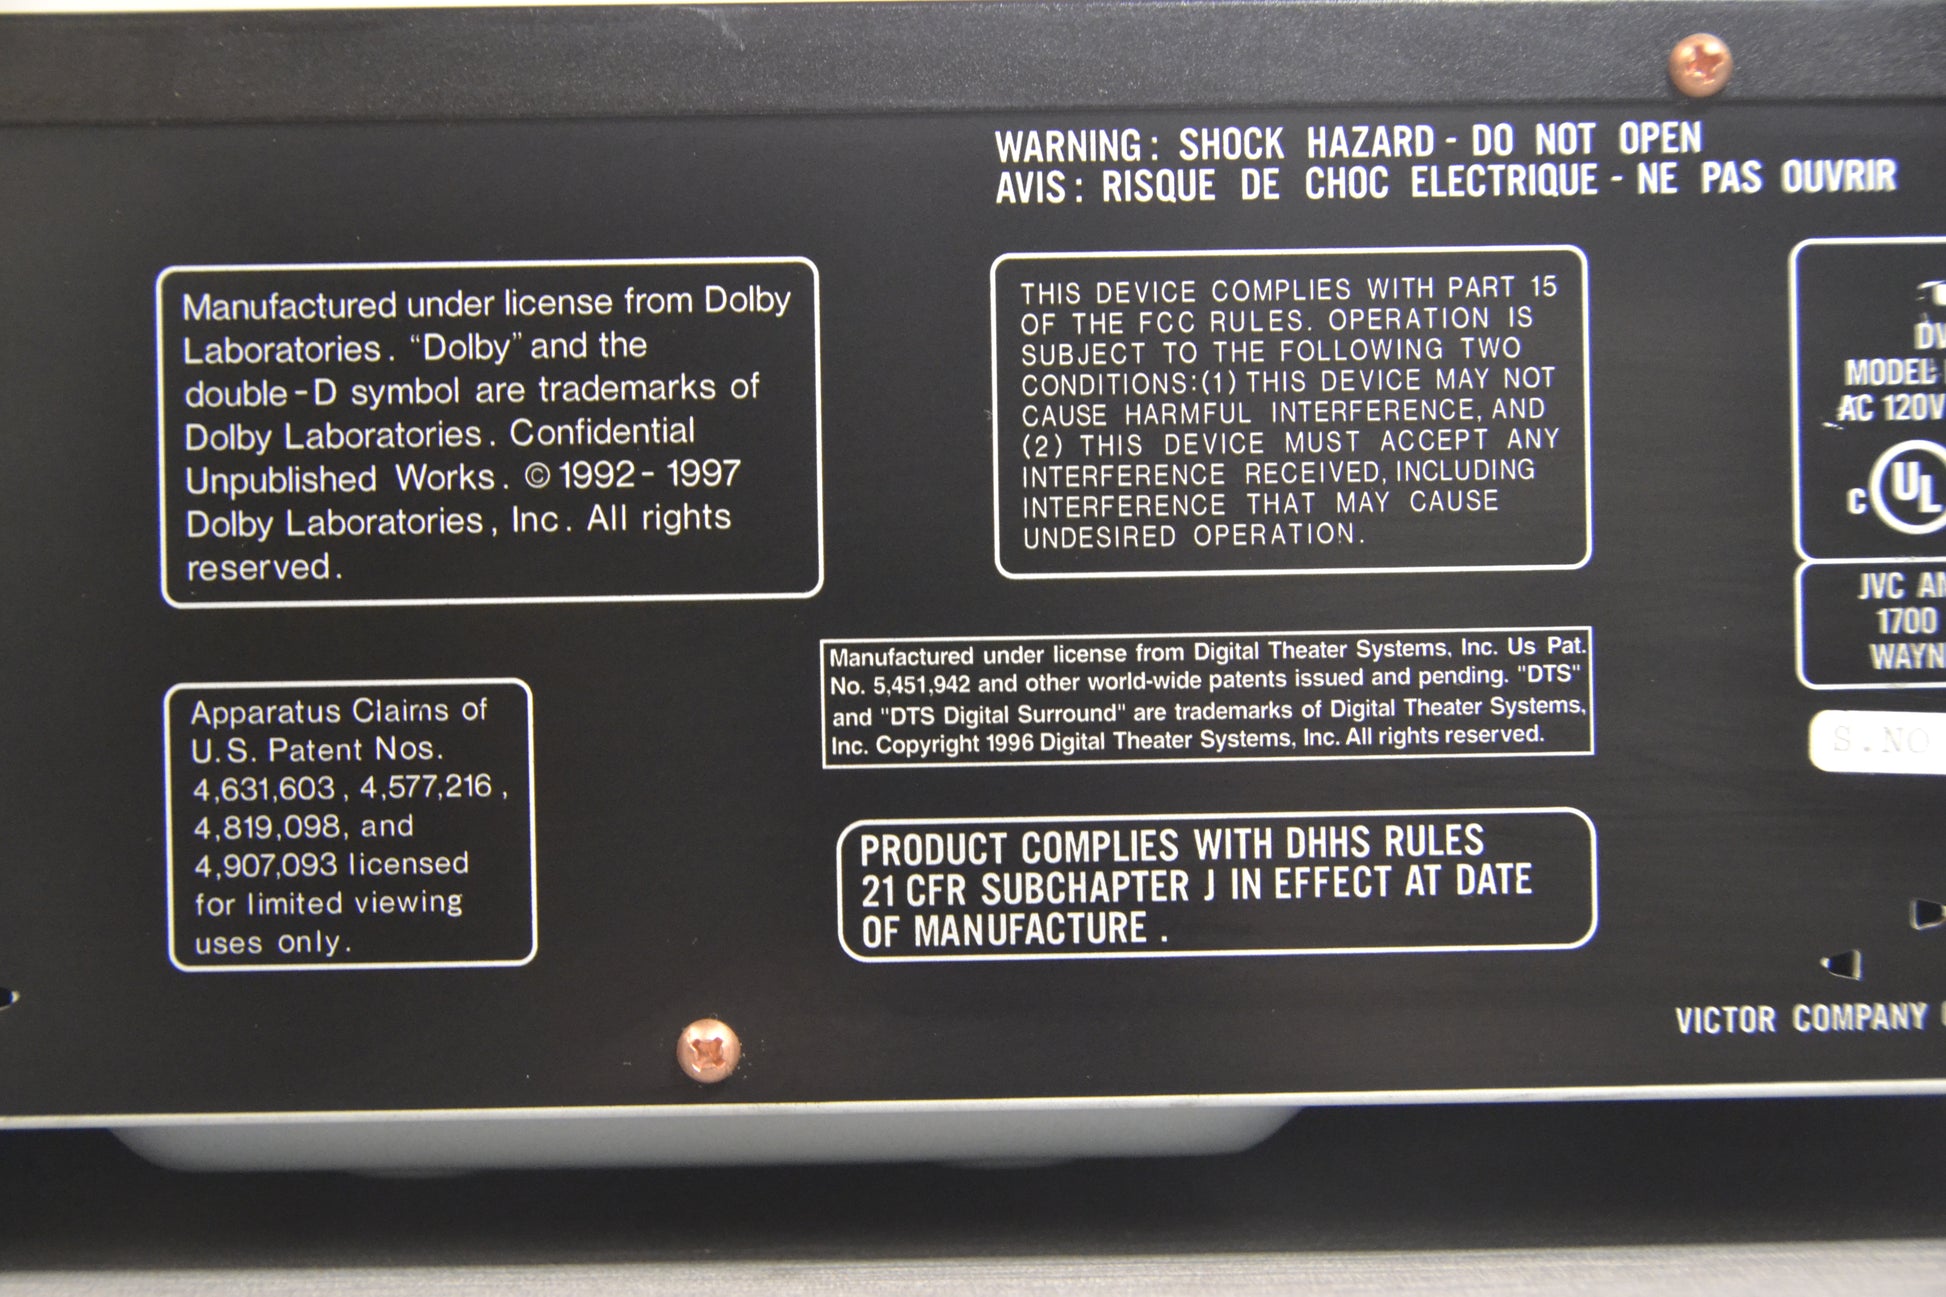 WARNING: SHOCK HAZARD - DO NOT OPEN
AVIS: RISQUE DE CHOC ELECTRIQUE - NE PAS OUVRIR
Manufactured under license from Dolby
Laboratories. “Dolby” and the
double-D symbol are trademarks of
Dolby Laboratories. Confidential
Unpublished Works. © 1992-1997
Dolby Laboratories, Inc. All rights
reserved.
THIS DEVICE COMPLIES WITH PART 15
OF THE FCC RULES. OPERATION IS
SUBJECT TO THE FOLLOWING TWO
CONDITIONS:(1) THIS DEVICE MAY NOT
CAUSE HARMFUL INTERFERENCE, AND
(2) THIS DEVICE MUST ACCEPT ANY
INTERFERENCE RECEIVED, INCLUDING
INTERFERENCE THAT MAY CAUSE
UNDESIRED OPERATION.
MODEL
AC 120V
c UL
JVC
1700
Manufactured under license from Digital Theater Systems, Inc. Us Pat.
No. 5,451,942 and other world-wide patents issued and pending. "DTS"
and "DTS Digital Surround" are trademarks of Digital Theater Systems,
Inc. Copyright 1996 Digital Theater Systems, Inc. All rights reserved.
Apparatus Claims of
U.S. Patent Nos.
4,631,603, 4,577,216,
4,819,098, and
4,907,093 licensed
for limited viewing
uses only.
S.NO
PRODUCT COMPLIES WITH DHHS RULES
21 CFR SUBCHAPTER J IN EFFECT AT DATE
OF MANUFACTURE.
VICTOR COMPANY